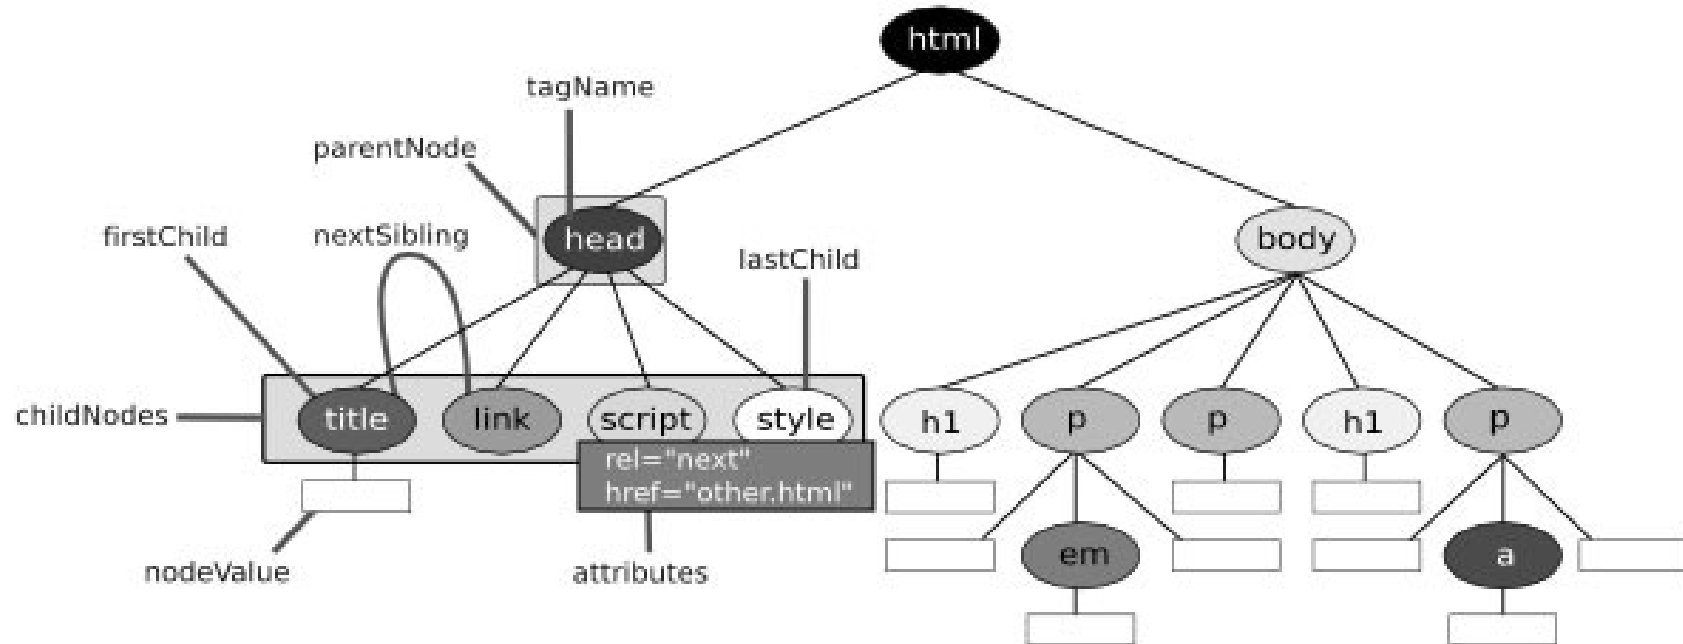 html
tagName
parentNode
head
body
firstChild
nextSibling
lastChild
childNodes
title
link
script
style
h1
p
p
h1
p
rel="next"
href="other.html"
em
a
nodeValue
attributes